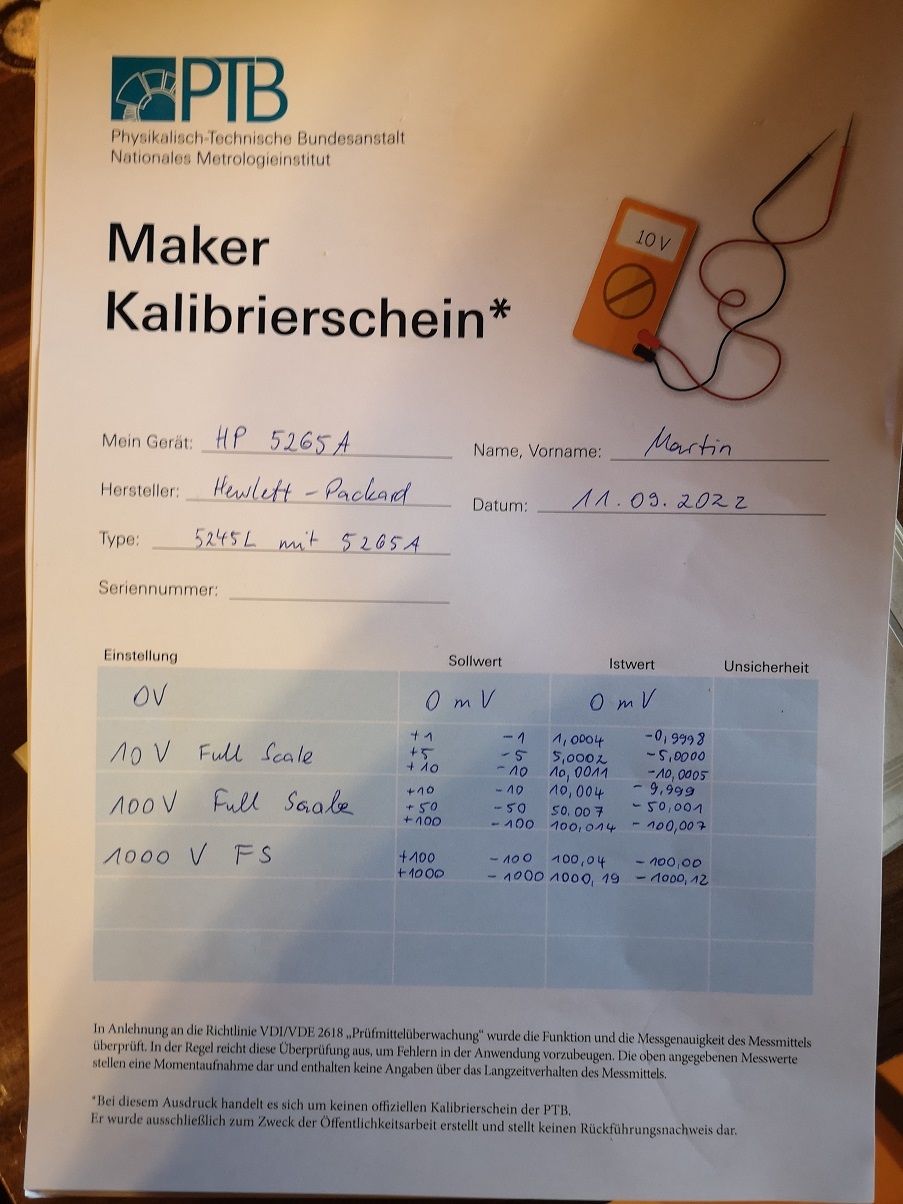 PTB
Physikalisch-Technische Bundesanstalt
Nationales Metrologieinstitut
10 V
Maker
Kalibrierschein*
Mein Gerät: HP 5265A
Name, Vorname: Martin
Hersteller: Hewlett-Packard
Datum: 11.09.2022
Type: 5245L mit 5265A
Seriennummer:
Einstellung Sollwert Istwert Unsicherheit
0V 0 mV 0 mV
+1 -1 1,0004 -0,9998
10 V Full Scale +5 -5 5,0002 -5,0000
+10 -10 10,0011 -10,0005
+10 -10 10,004 -9,999
100V Full Scale +50 -50 50,007 -50,001
+100 -100 100,014 -100,007
1000 V FS +100 -100 100,04 -100,00
+1000 -1000 1000,19 -1000,12
In Anlehnung an die Richtlinie VDI/VDE 2618 „Prüfmittelüberwachung“ wurde die Funktion und die Messgenauigkeit des Messmittels
überprüft. In der Regel reicht diese Überprüfung aus, um Fehlern in der Anwendung vorzubeugen. Die oben angegebenen Messwerte
stellen eine Momentaufnahme dar und enthalten keine Angaben über das Langzeitverhalten des Messmittels.
*Bei diesem Ausdruck handelt es sich um keinen offiziellen Kalibrierschein der PTB.
Er wurde ausschließlich zum Zweck der Öffentlichkeitsarbeit erstellt und stellt keinen Rückführungsnachweis dar.